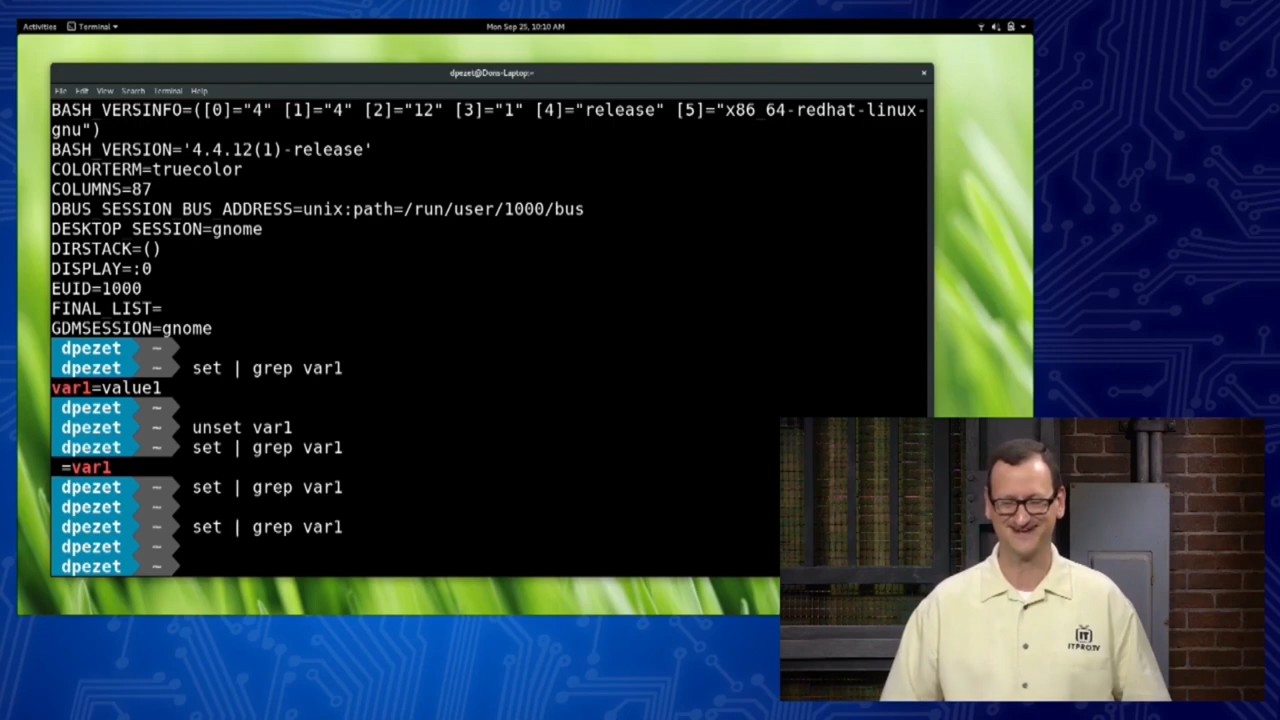 Activities Terminal Mon Sep 25, 10:10 AM
dpezet@Dons-Laptop:~ ×
File Edit View Search Terminal Help
BASH_VERSINFO=([0]="4" [1]="4" [2]="12" [3]="1" [4]="release" [5]="x86_64-redhat-linux-
gnu")
BASH_VERSION='4.4.12(1)-release'
COLORTERM=truecolor
COLUMNS=87
DBUS_SESSION_BUS_ADDRESS=unix:path=/run/user/1000/bus
DESKTOP_SESSION=gnome
DIRSTACK=()
DISPLAY=:0
EUID=1000
FINAL_LIST=
GDMSESSION=gnome
dpezet ~
dpezet ~ set | grep var1
var1=value1
dpezet ~
dpezet ~ unset var1
dpezet ~ set | grep var1
_=var1
dpezet ~ set | grep var1
dpezet ~
dpezet ~ set | grep var1
dpezet ~
dpezet ~
IT
ITPRO.TV